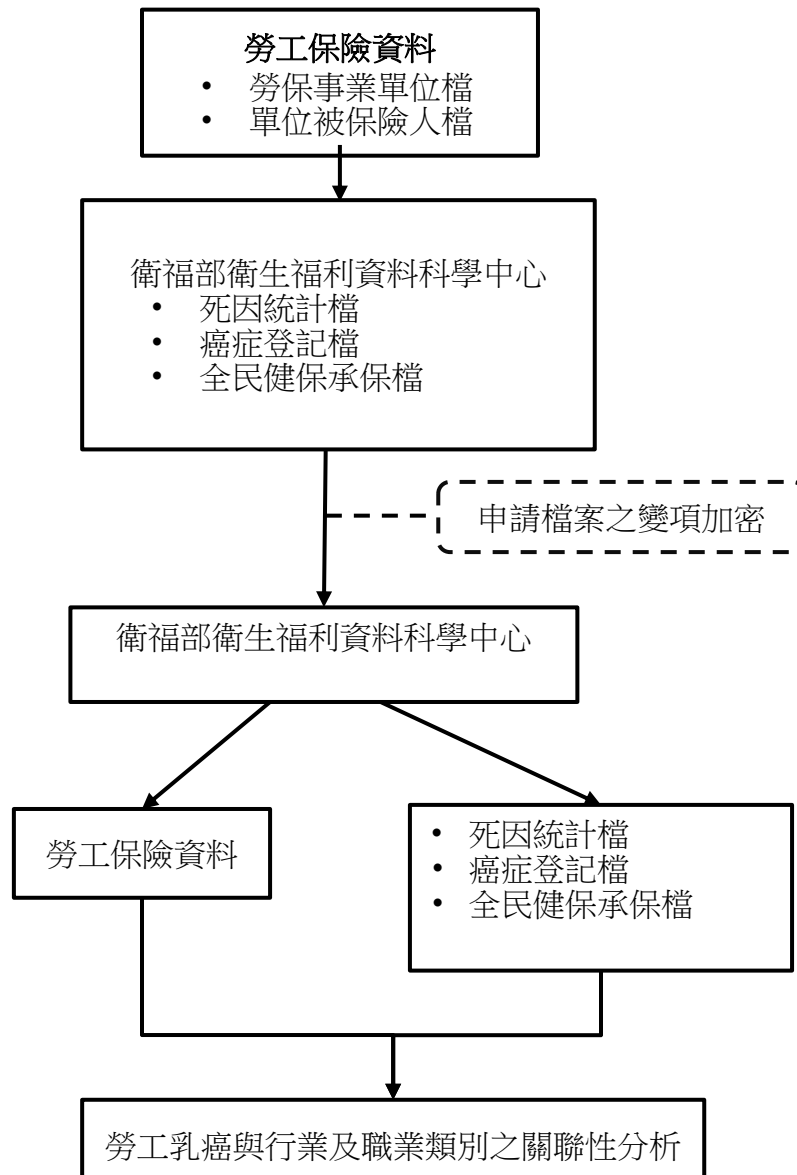 勞工保險資料
• 勞保事業單位檔
• 單位被保險人檔
衛福部衛生福利資料科學中心
• 死因統計檔
• 癌症登記檔
• 全民健保承保檔
申請檔案之變項加密
衛福部衛生福利資料科學中心
勞工保險資料
• 死因統計檔
• 癌症登記檔
• 全民健保承保檔
勞工乳癌與行業及職業類別之關聯性分析